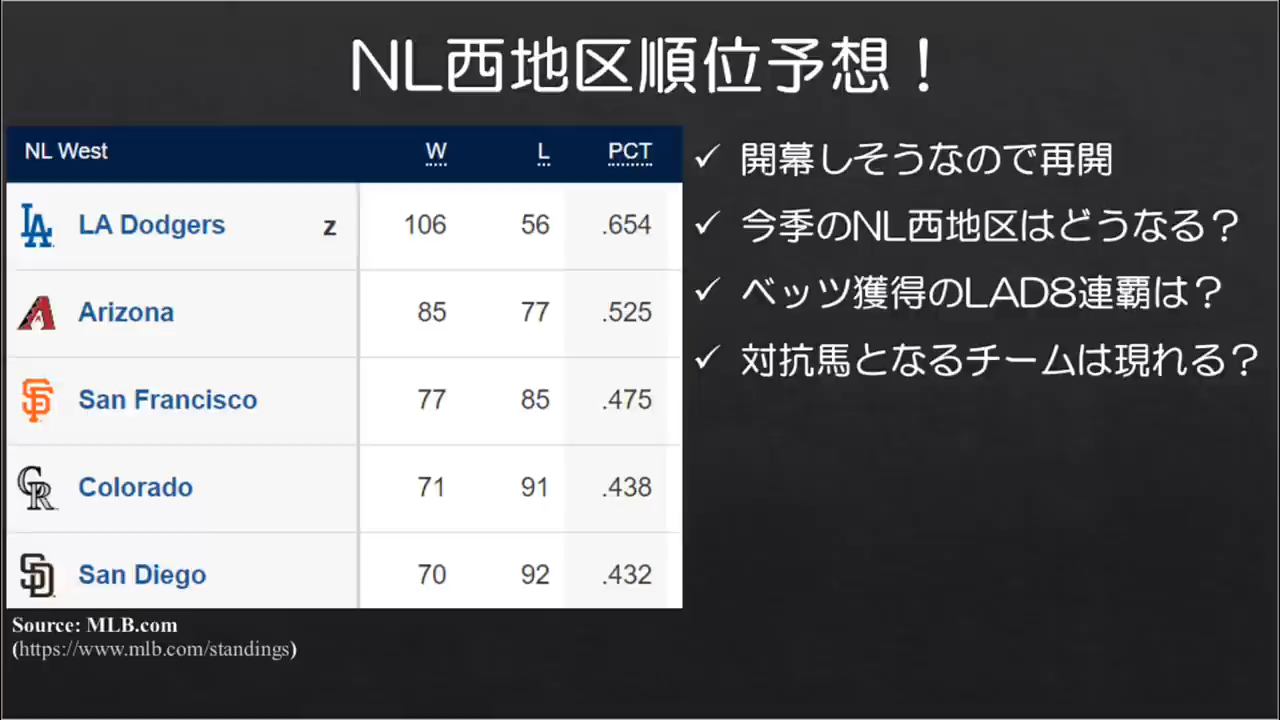 NL西地区順位予想！
NL West W L PCT
LA Dodgers z 106 56 .654
Arizona 85 77 .525
San Francisco 77 85 .475
Colorado 71 91 .438
San Diego 70 92 .432
Source: MLB.com
(https://www.mlb.com/standings)
✓ 開幕しそうなので再開
✓ 今季のNL西地区はどうなる？
✓ ベッツ獲得のLAD8連覇は？
✓ 対抗馬となるチームは現れる？